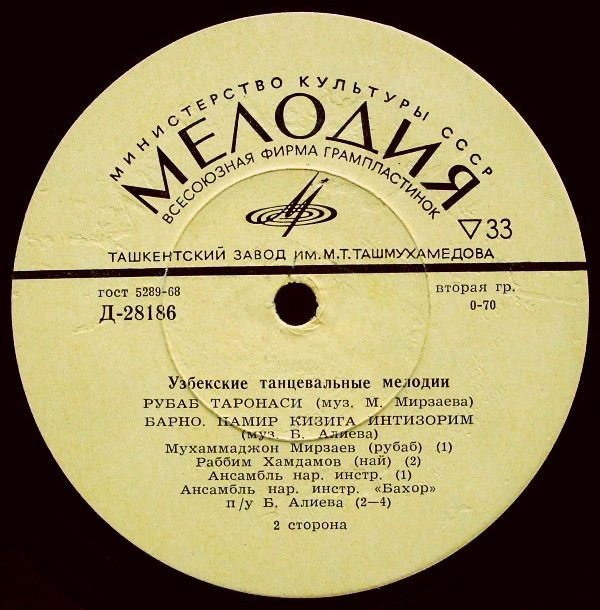 МИНИСТЕРСТВО КУЛЬТУРЫ СССР
МЕЛОДИЯ
ВСЕСОЮЗНАЯ ФИРМА ГРАМПЛАСТИНОК
33
ТАШКЕНТСКИЙ ЗАВОД ИМ. М.Т. ТАШМУХАМЕДОВА
гост 5289-68
вторая гр.
Д-28186
0-70
Узбекские танцевальные мелодии
РУБАБ ТАРОНАСИ (муз. М. Мирзаева)
БАРНО. ПАМИР КИЗИГА ИНТИЗОРИМ
(муз. Б. Алиева)
Мухаммаджон Мирзаев (рубаб) (1)
Раббим Хамдамов (най) (2)
Ансамбль нар. инстр. (1)
Ансамбль нар. инстр. «Бахор»
п/у Б. Алиева (2—4)
2 сторона